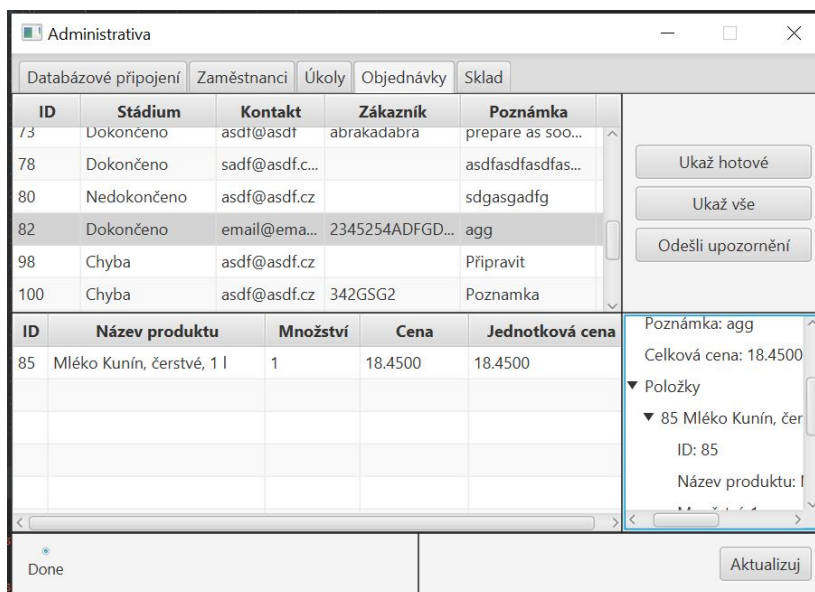 Administrativa
Databázové připojení Zaměstnanci Úkoly Objednávky Sklad
ID Stádium Kontakt Zákazník Poznámka
73 Dokončeno asdf@asdf abrakadabra prepare as soo...
78 Dokončeno sadf@asdf.c... asdfasdfasdfas...
80 Nedokončeno asdf@asdf.cz sdgasgadfg
82 Dokončeno email@ema... 2345254ADFGD... agg
98 Chyba asdf@asdf.cz Připravit
100 Chyba asdf@asdf.cz 342GSG2 Poznamka
Ukaž hotové
Ukaž vše
Odešli upozornění
ID Název produktu Množství Cena Jednotková cena
85 Mléko Kunín, čerstvé, 1 l 1 18.4500 18.4500
Poznámka: agg
Celková cena: 18.4500
Položky
85 Mléko Kunín, čer
ID: 85
Název produktu:
Done
Aktualizuj